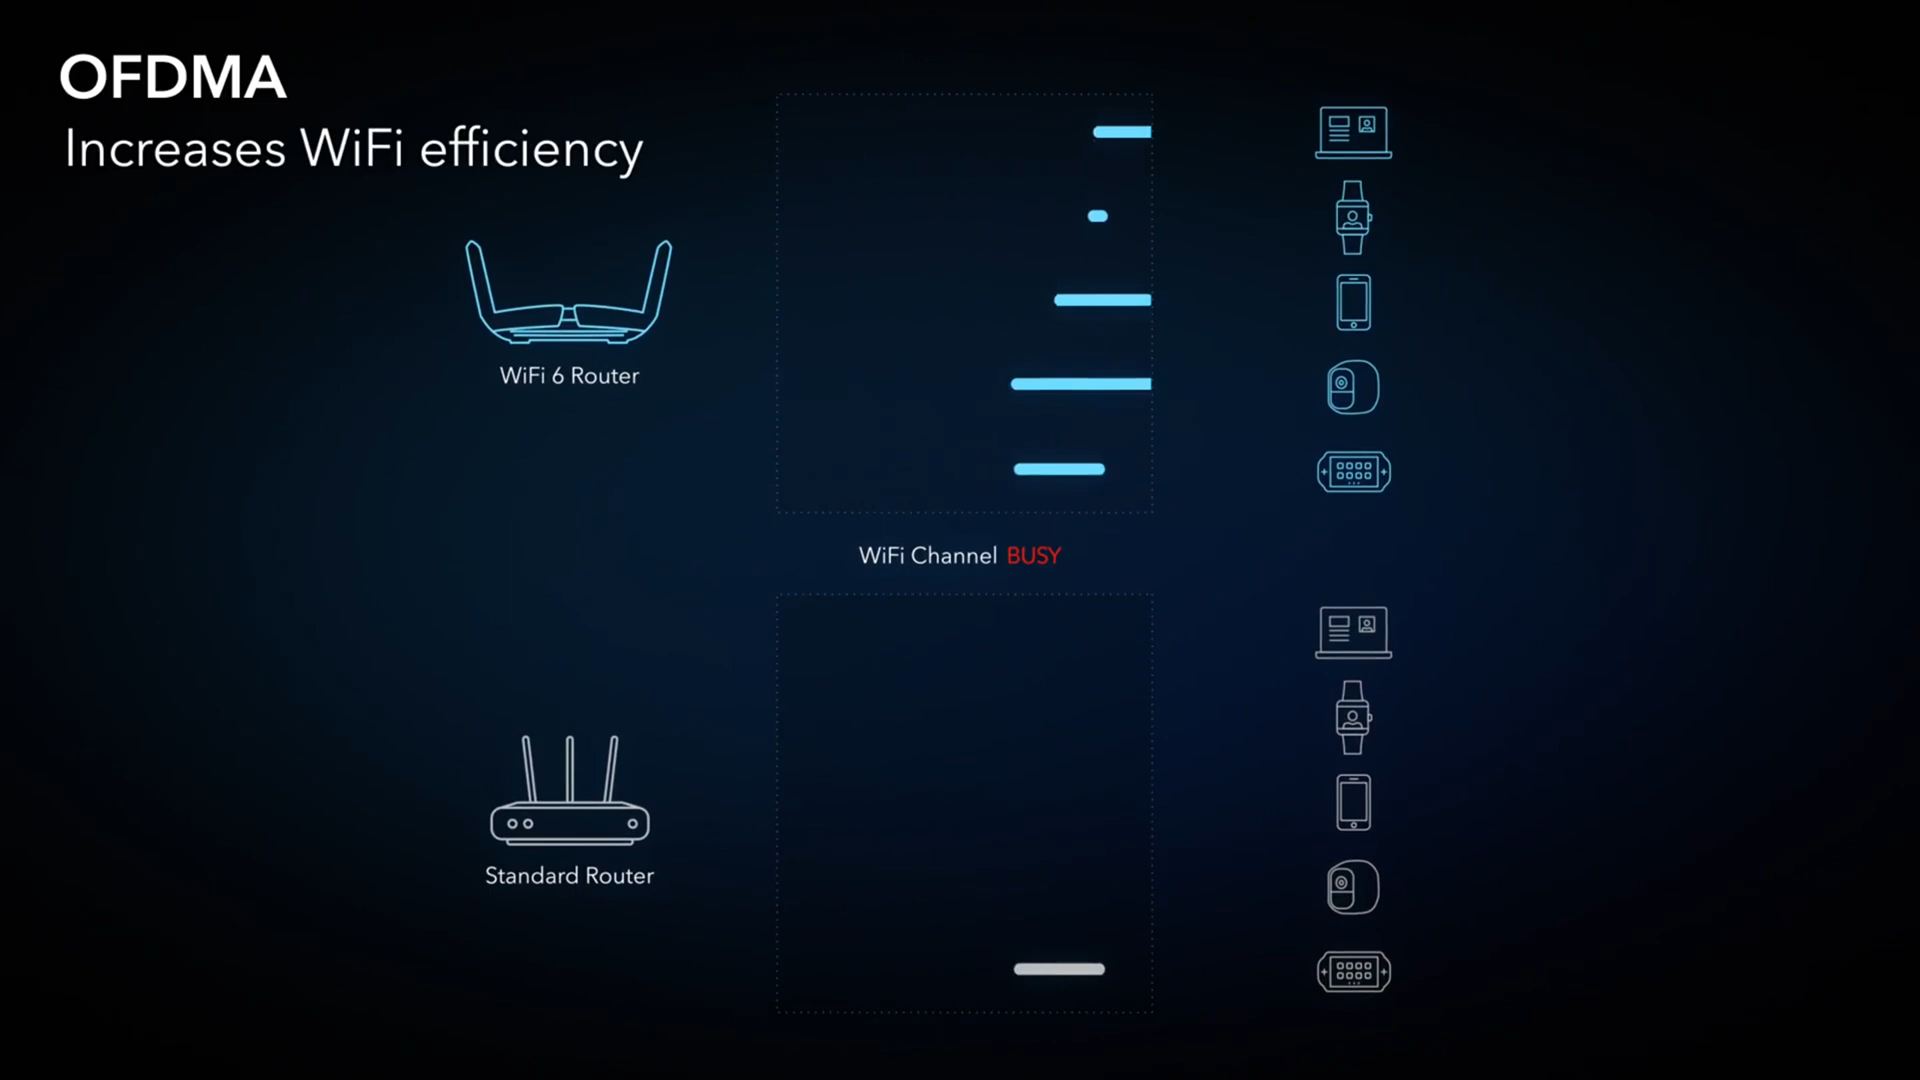 OFDMA
Increases WiFi efficiency
WiFi 6 Router
WiFi Channel BUSY
Standard Router